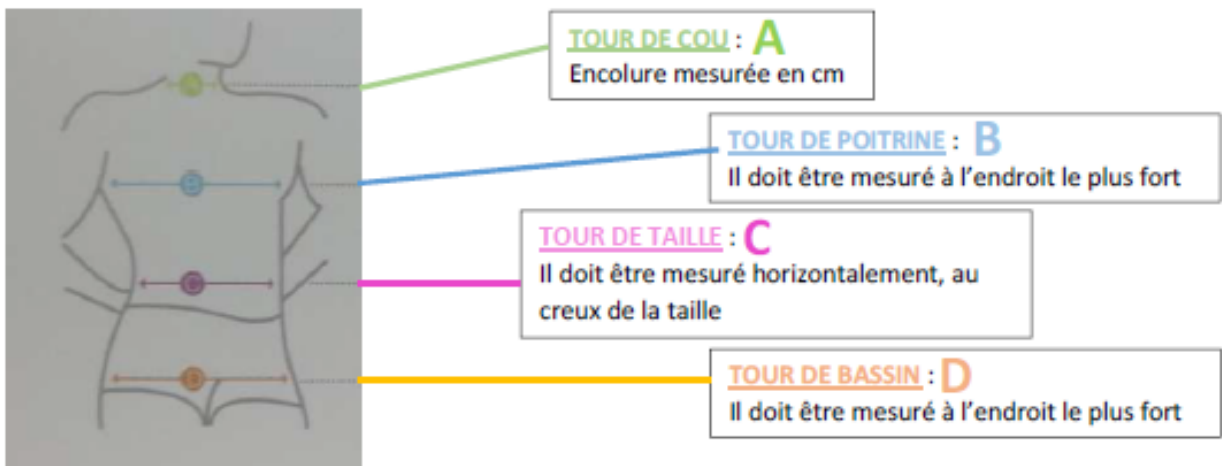 TOUR DE COU : A
Encolure mesurée en cm
TOUR DE POITRINE : B
Il doit être mesuré à l'endroit le plus fort
TOUR DE TAILLE : C
Il doit être mesuré horizontalement, au
creux de la taille
TOUR DE BASSIN : D
Il doit être mesuré à l'endroit le plus fort